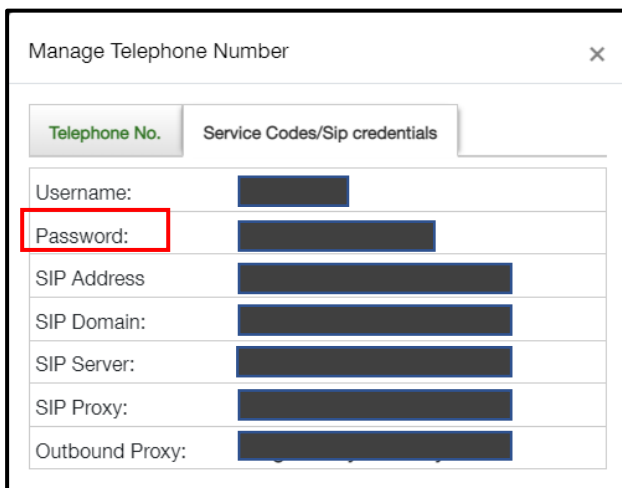 Manage Telephone Number ×
Telephone No. Service Codes/Sip credentials
Username:
Password:
SIP Address
SIP Domain:
SIP Server:
SIP Proxy:
Outbound Proxy: